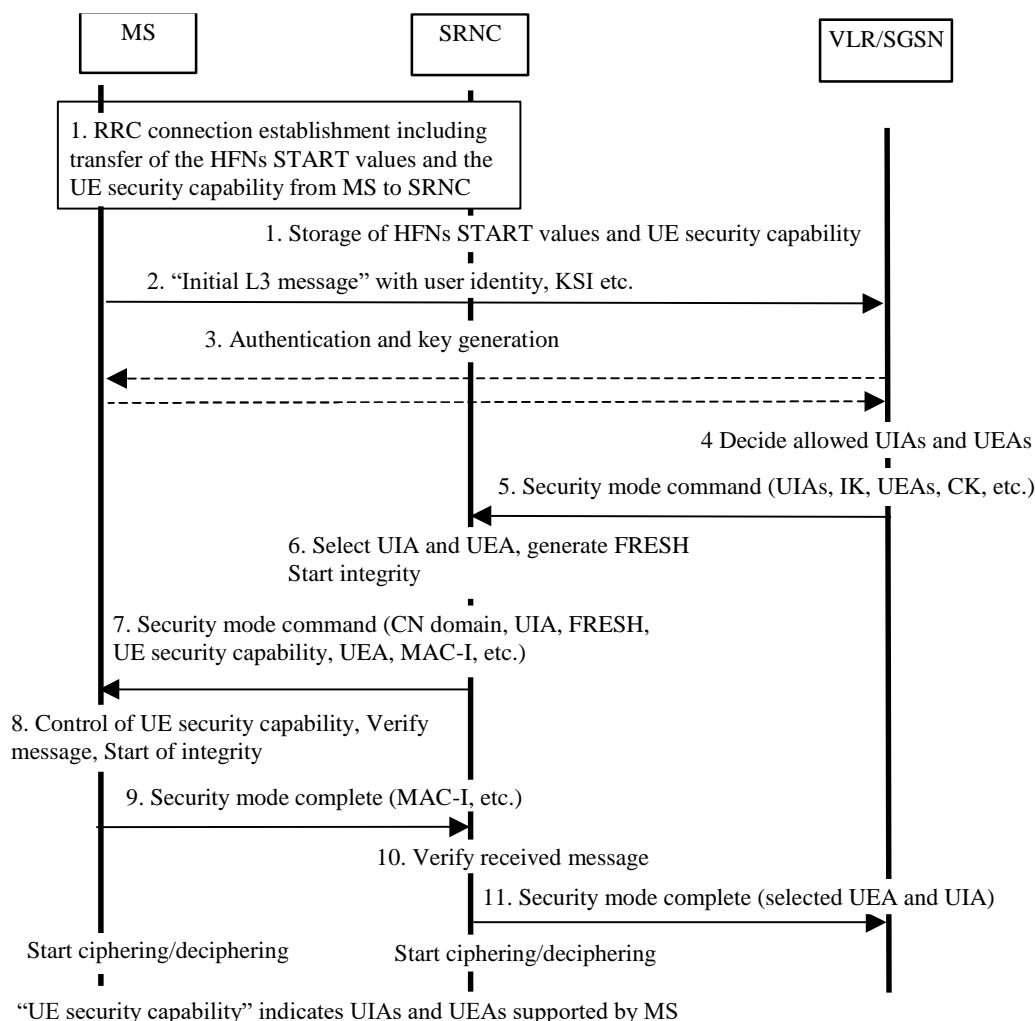 MS
SRNC
VLR/SGSN
1. RRC connection establishment including
transfer of the HFNs START values and the
UE security capability from MS to SRNC
1. Storage of HFNs START values and UE security capability
2. “Initial L3 message” with user identity, KSI etc.
3. Authentication and key generation
4 Decide allowed UIAs and UEAs
5. Security mode command (UIAs, IK, UEAs, CK, etc.)
6. Select UIA and UEA, generate FRESH
Start integrity
7. Security mode command (CN domain, UIA, FRESH,
UE security capability, UEA, MAC-I, etc.)
8. Control of UE security capability, Verify
message, Start of integrity
9. Security mode complete (MAC-I, etc.)
10. Verify received message
11. Security mode complete (selected UEA and UIA)
Start ciphering/deciphering
Start ciphering/deciphering
“UE security capability” indicates UIAs and UEAs supported by MS